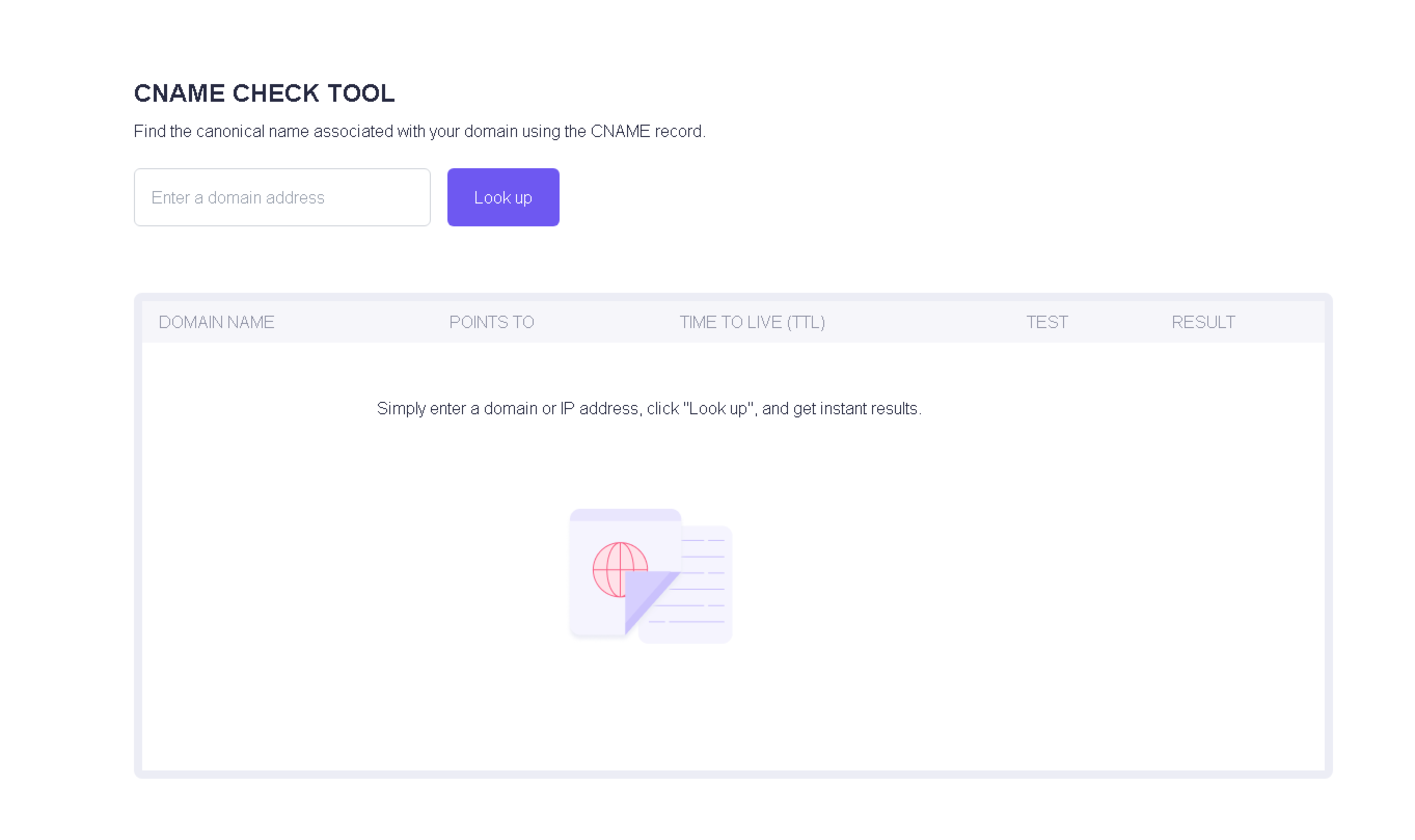 CNAME CHECK TOOL
Find the canonical name associated with your domain using the CNAME record.
Enter a domain address
Look up
DOMAIN NAME POINTS TO TIME TO LIVE (TTL) TEST RESULT
Simply enter a domain or IP address, click "Look up", and get instant results.